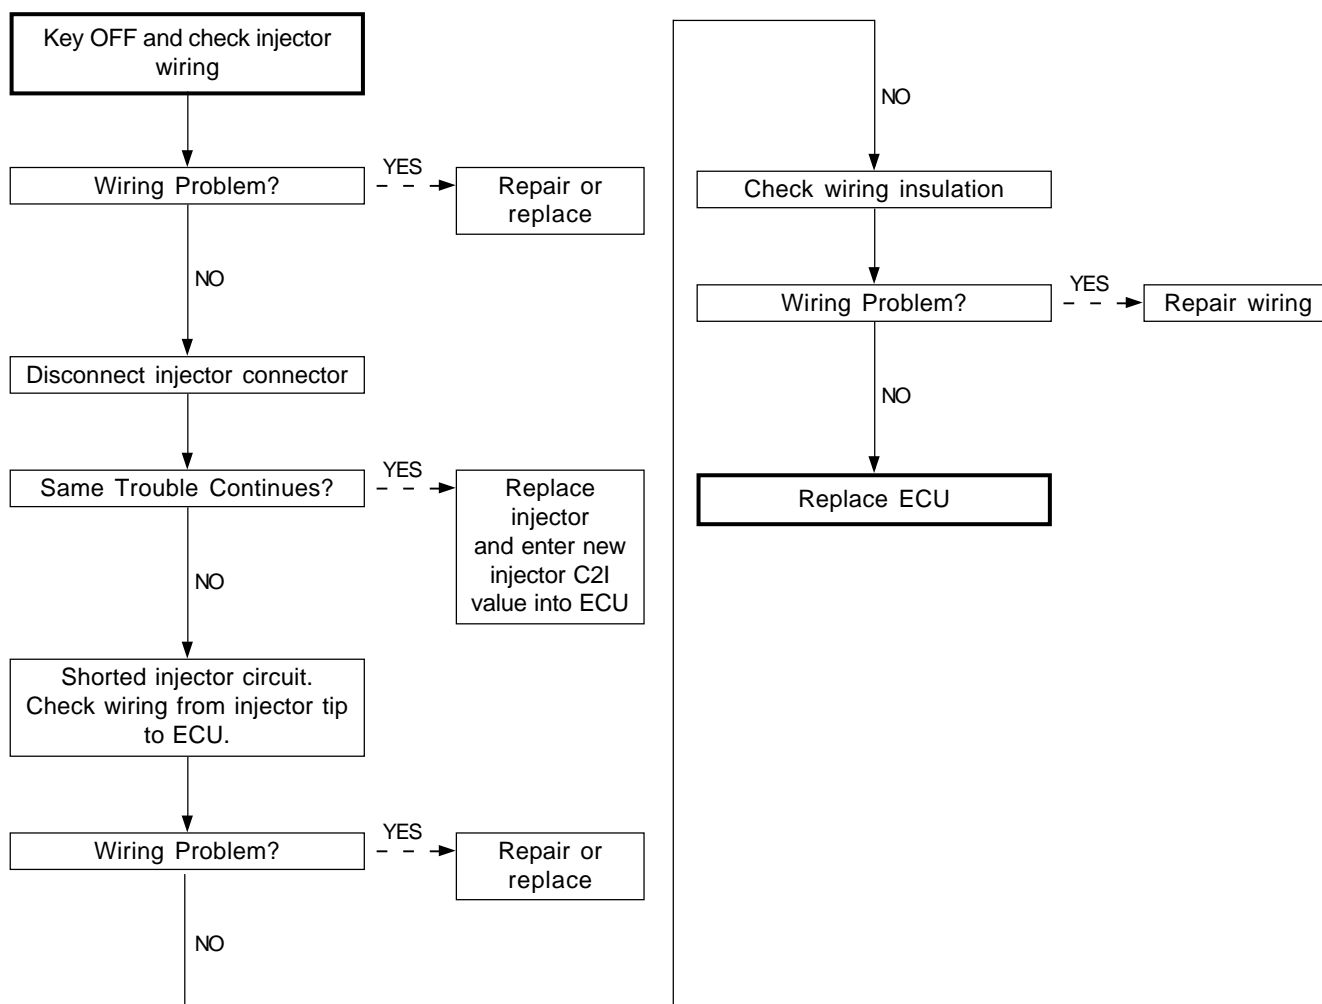 Key OFF and check injector
wiring
Wiring Problem?
YES
Repair or
replace
NO
Disconnect injector connector
Same Trouble Continues?
YES
Replace
injector
and enter new
injector C2I
value into ECU
NO
Shorted injector circuit.
Check wiring from injector tip
to ECU.
Wiring Problem?
YES
Repair or
replace
NO
NO
Check wiring insulation
Wiring Problem?
YES
Repair wiring
NO
Replace ECU